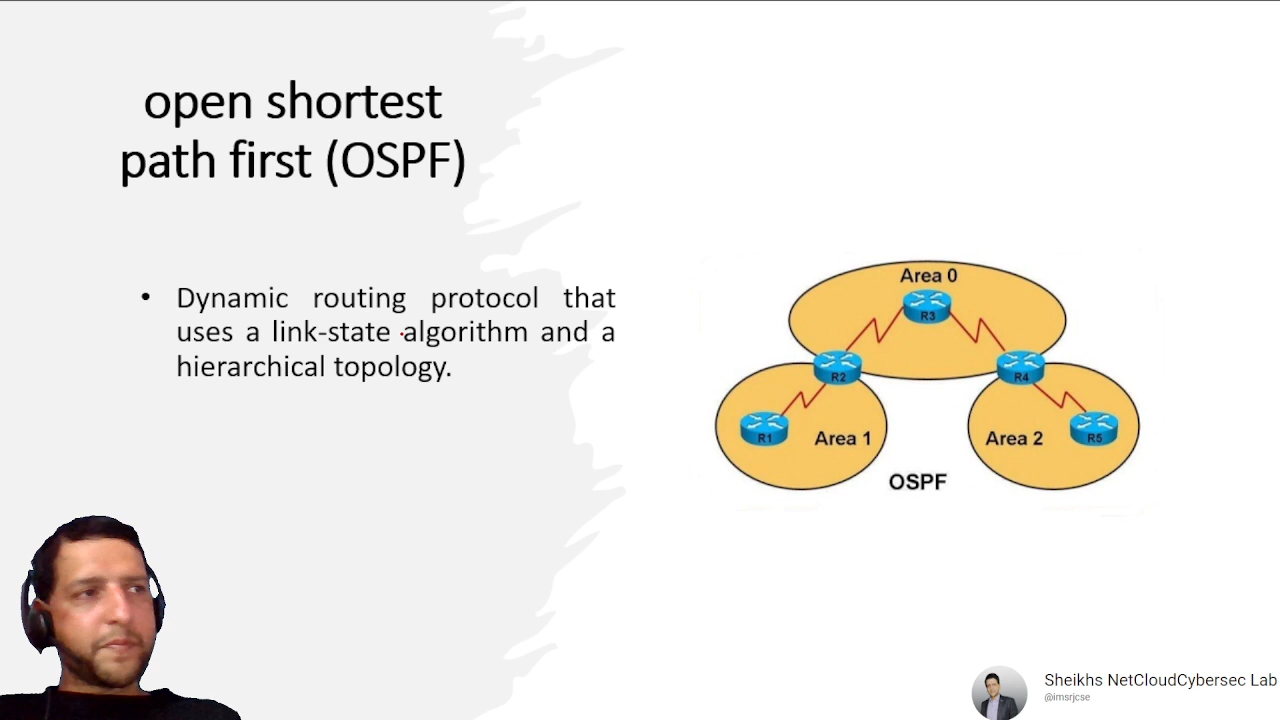 open shortest
path first (OSPF)
• Dynamic routing protocol that
uses a link-state algorithm and a
hierarchical topology.
Area 0
R3
R2
R4
R1
Area 1
Area 2
R5
OSPF
Sheikhs NetCloudCybersec Lab
@imsrjcse